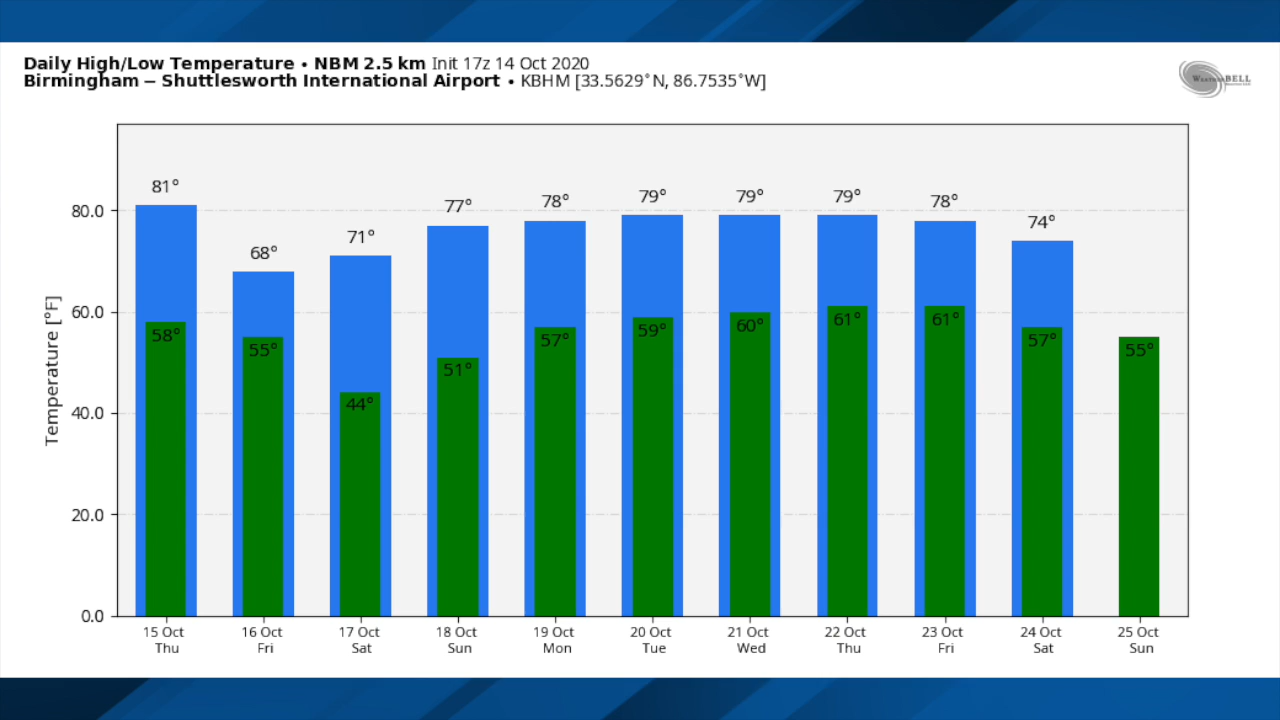 Daily High/Low Temperature • NBM 2.5 km Init 17z 14 Oct 2020
Birmingham – Shuttlesworth International Airport • KBHM [33.5629°N, 86.7535°W]
WeatherBELL
81° 68° 71° 77° 78° 79° 79° 79° 78° 74°
58° 55° 44° 51° 57° 59° 60° 61° 61° 57° 55°
Temperature [°F]
80.0
60.0
40.0
20.0
0.0
15 Oct 16 Oct 17 Oct 18 Oct 19 Oct 20 Oct 21 Oct 22 Oct 23 Oct 24 Oct 25 Oct
Thu Fri Sat Sun Mon Tue Wed Thu Fri Sat Sun